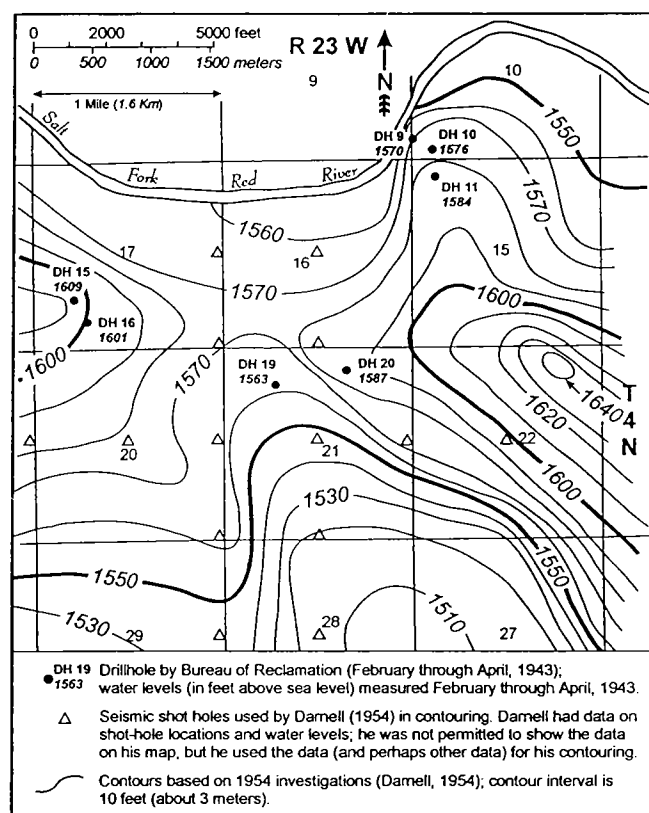 0 2000 5000 feet
0 500 1000 1500 meters
R 23 W
N
9
10
1 Mile (1.6 Km)
1550
Salt
Fork Red River
DH 9
1570
DH 10
1576
DH 11
1584
1570
1560
17
16
15
DH 15
1609
1570
1600
DH 16
1601
1600
1570
DH 19
1563
DH 20
1587
1640
T
4
N
1620
20
21
22
1530
1600
1550
1550
1530
29
28
1510
27
DH 19
1563
Drillhole by Bureau of Reclamation (February through April, 1943);
water levels (in feet above sea level) measured February through April, 1943.
Seismic shot holes used by Darnell (1954) in contouring. Darnell had data on
shot-hole locations and water levels; he was not permitted to show the data
on his map, but he used the data (and perhaps other data) for his contouring.
Contours based on 1954 investigations (Darnell, 1954); contour interval is
10 feet (about 3 meters).